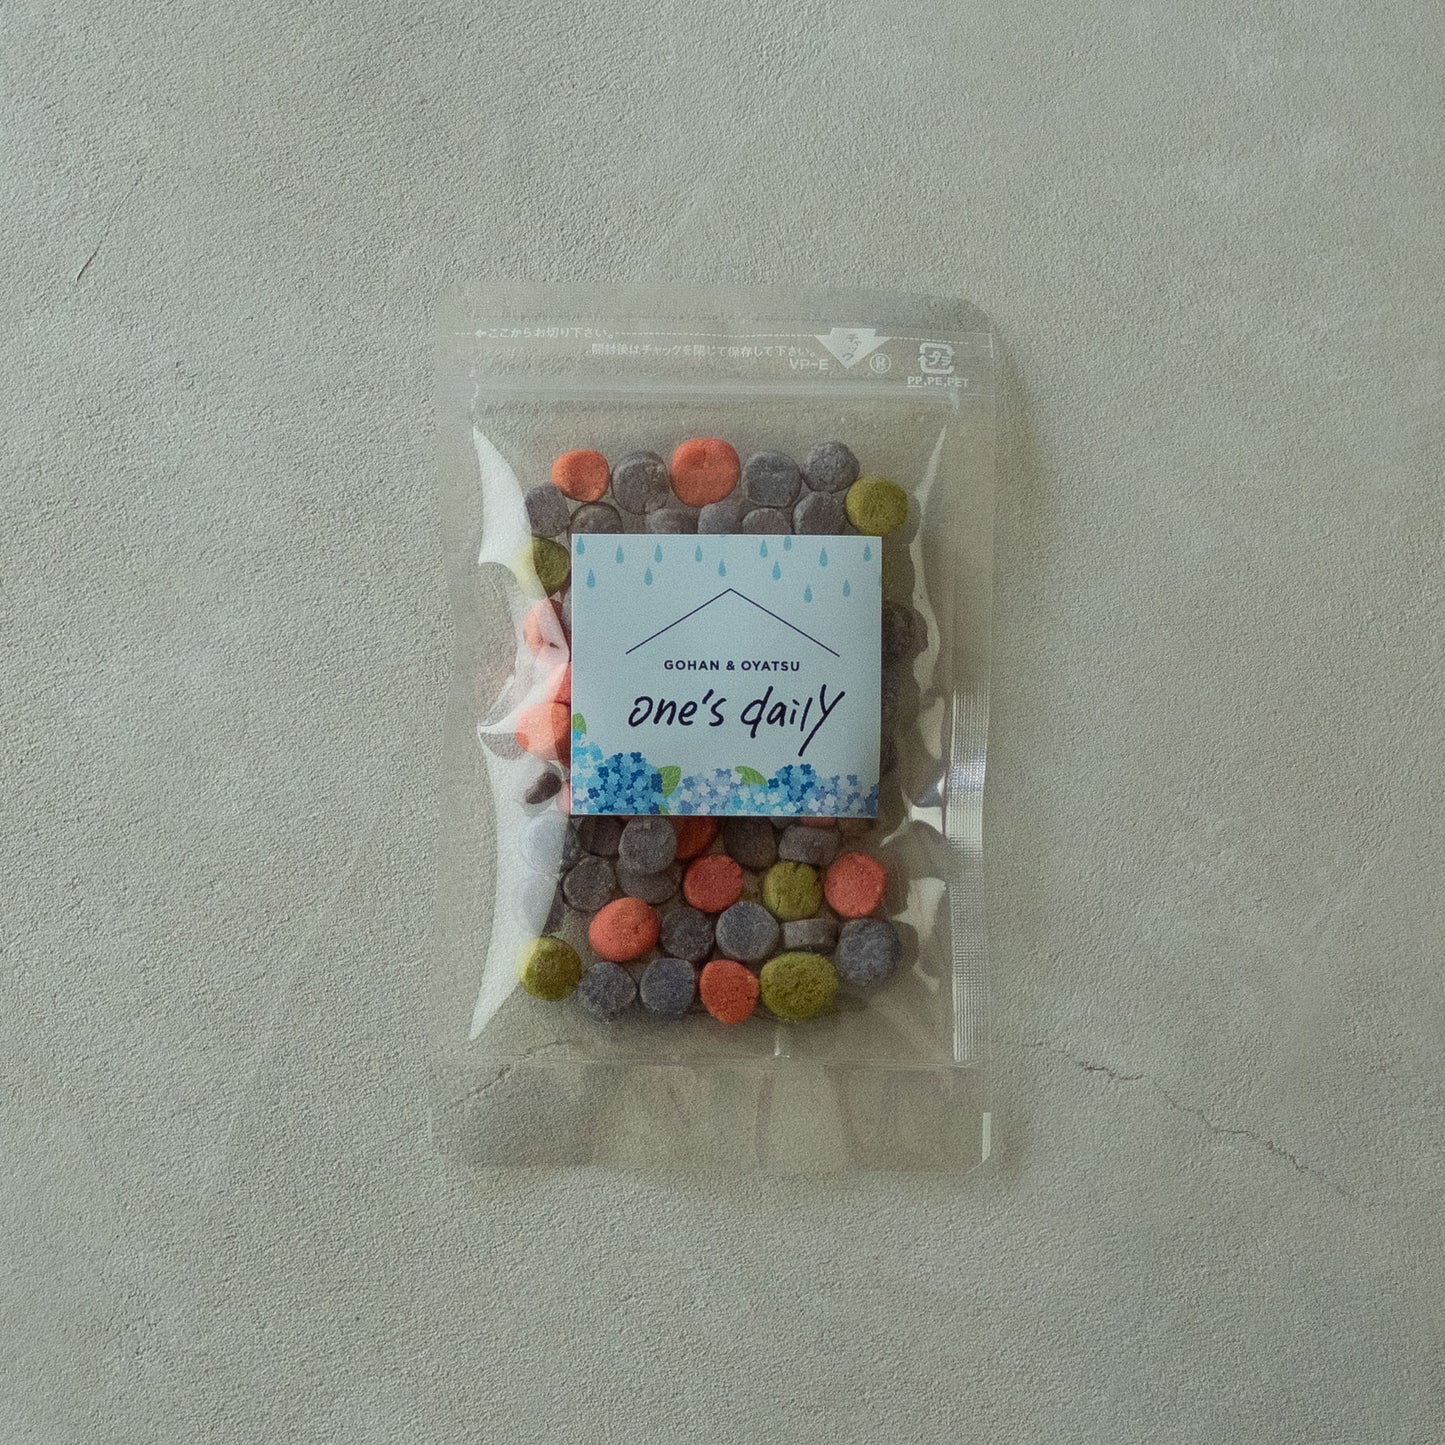 ←ここからお切り下さい。
開封後はチャックを閉じて保存して下さい。
チャック
VP-E
®
プラ
PP,PE,PET
GOHAN & OYATSU
one's daily